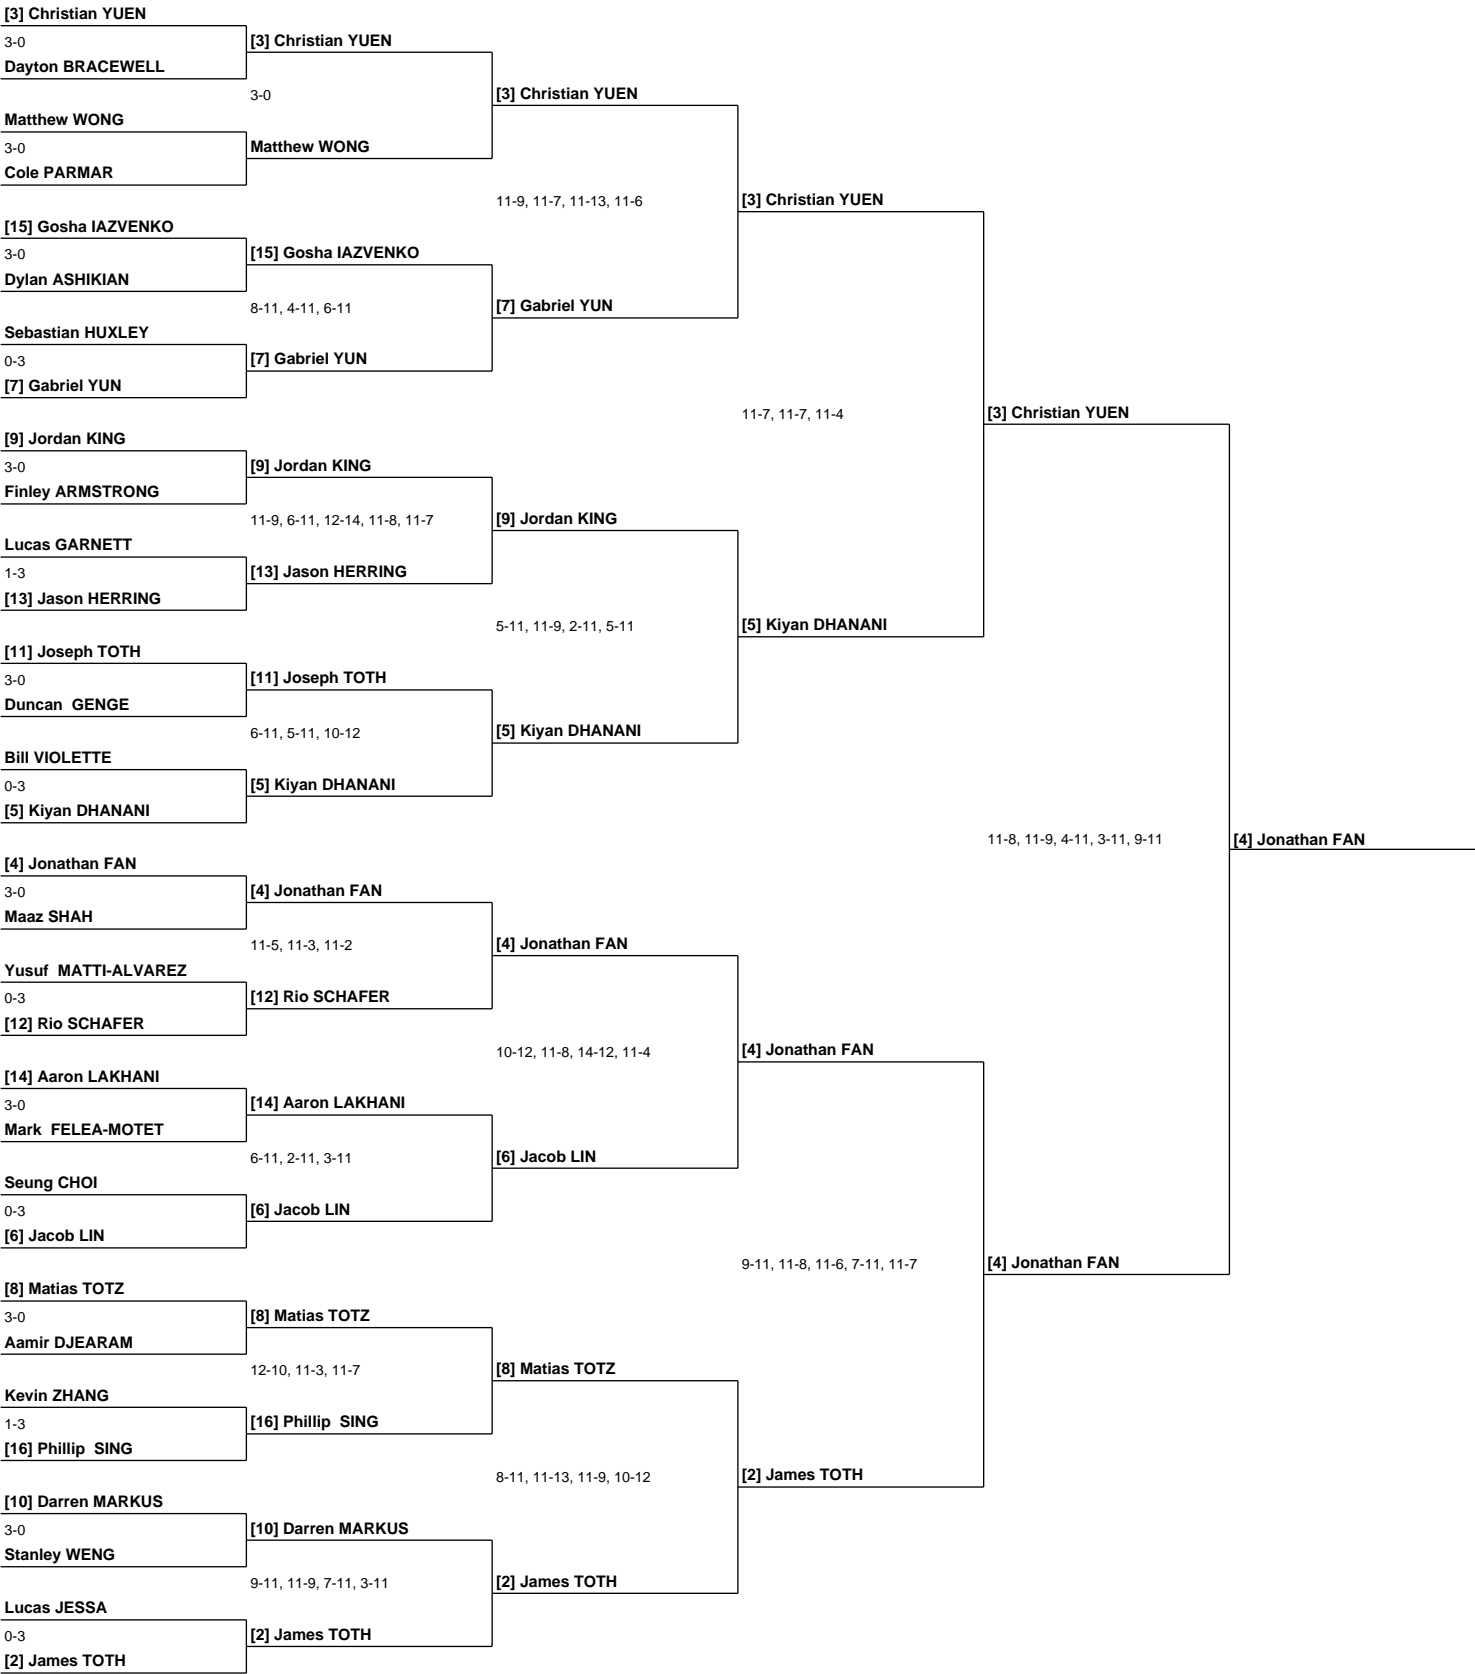 [3] Christian YUEN
3-0
Dayton BRACEWELL
Matthew WONG
3-0
Cole PARMAR
[15] Gosha IAZVENKO
3-0
Dylan ASHIKIAN
Sebastian HUXLEY
0-3
[7] Gabriel YUN
[9] Jordan KING
3-0
Finley ARMSTRONG
Lucas GARNETT
1-3
[13] Jason HERRING
[11] Joseph TOTH
3-0
Duncan  GENGE
Bill VIOLETTE
0-3
[5] Kiyan DHANANI
[4] Jonathan FAN
3-0
Maaz SHAH
Yusuf  MATTI-ALVAREZ
0-3
[12] Rio SCHAFER
[14] Aaron LAKHANI
3-0
Mark  FELEA-MOTET
Seung CHOI
0-3
[6] Jacob LIN
[8] Matias TOTZ
3-0
Aamir DJEARAM
Kevin ZHANG
1-3
[16] Phillip  SING
[10] Darren MARKUS
3-0
Stanley WENG
Lucas JESSA
0-3
[2] James TOTH
[3] Christian YUEN
3-0
Matthew WONG
[15] Gosha IAZVENKO
8-11, 4-11, 6-11
[7] Gabriel YUN
[9] Jordan KING
11-9, 6-11, 12-14, 11-8, 11-7
[13] Jason HERRING
[11] Joseph TOTH
6-11, 5-11, 10-12
[5] Kiyan DHANANI
[4] Jonathan FAN
11-5, 11-3, 11-2
[12] Rio SCHAFER
[14] Aaron LAKHANI
6-11, 2-11, 3-11
[6] Jacob LIN
[8] Matias TOTZ
12-10, 11-3, 11-7
[16] Phillip  SING
[10] Darren MARKUS
9-11, 11-9, 7-11, 3-11
[2] James TOTH
[3] Christian YUEN
11-9, 11-7, 11-13, 11-6
[7] Gabriel YUN
[9] Jordan KING
5-11, 11-9, 2-11, 5-11
[5] Kiyan DHANANI
[4] Jonathan FAN
10-12, 11-8, 14-12, 11-4
[6] Jacob LIN
[8] Matias TOTZ
8-11, 11-13, 11-9, 10-12
[2] James TOTH
[3] Christian YUEN
11-7, 11-7, 11-4
[5] Kiyan DHANANI
[4] Jonathan FAN
9-11, 11-8, 11-6, 7-11, 11-7
[2] James TOTH
[3] Christian YUEN
11-8, 11-9, 4-11, 3-11, 9-11
[4] Jonathan FAN
[4] Jonathan FAN